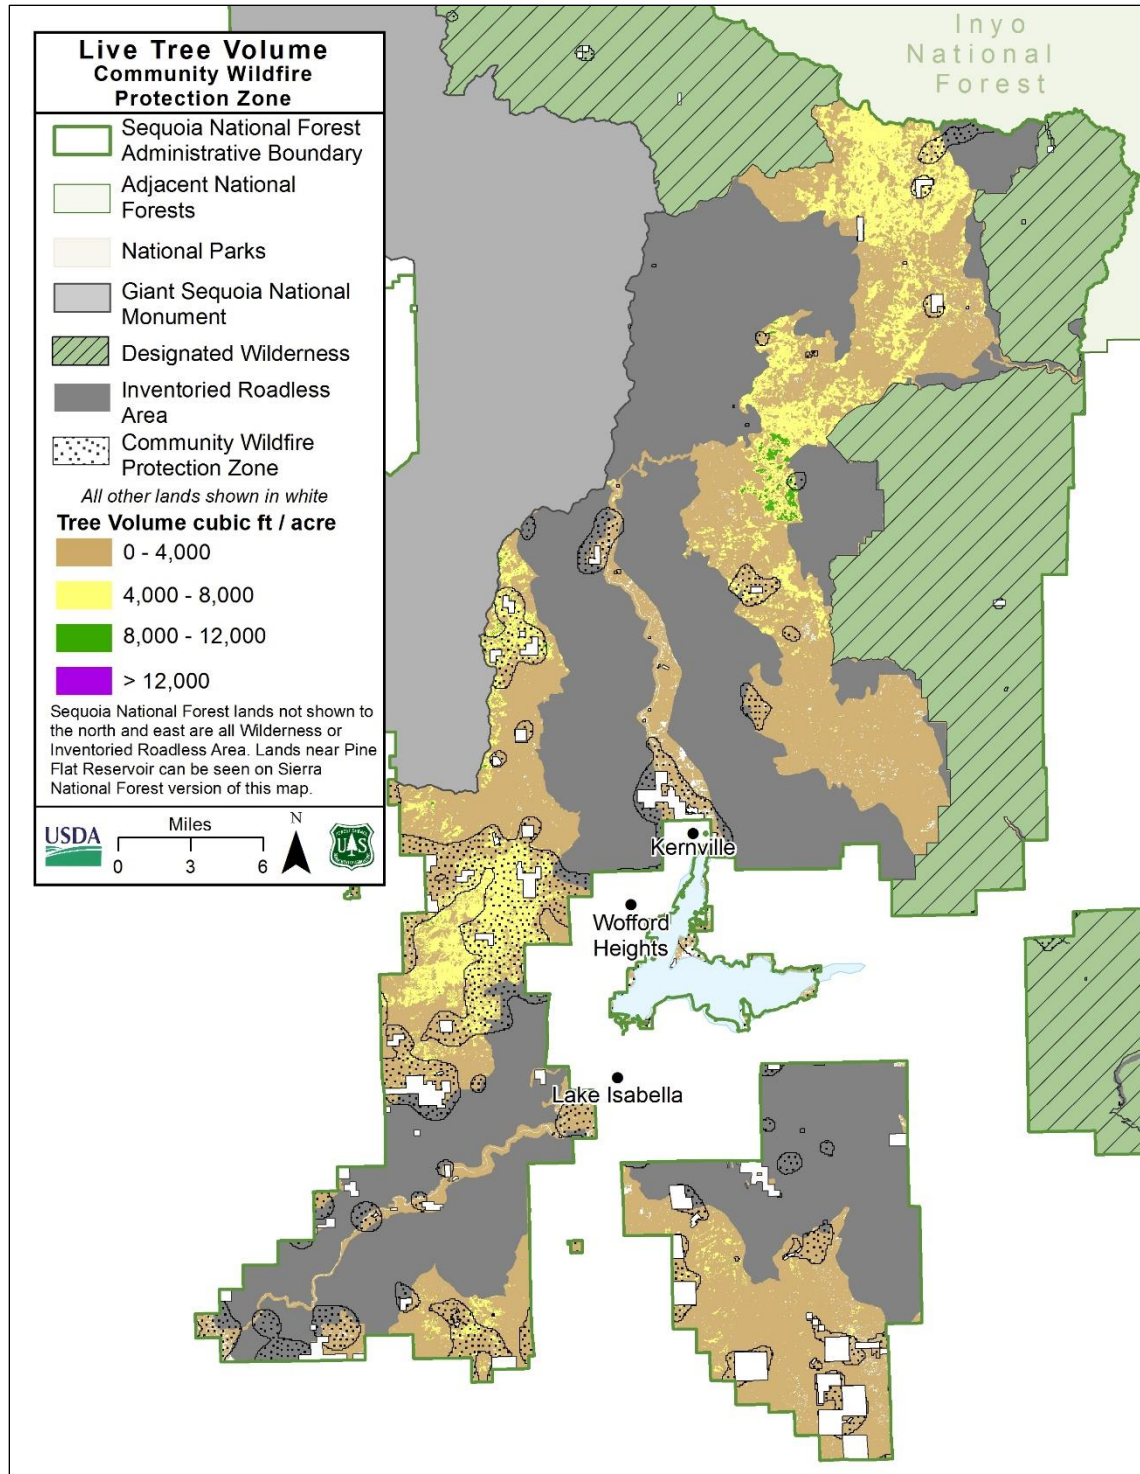 Live Tree Volume
Community Wildfire
Protection Zone
Sequoia National Forest
Administrative Boundary
Adjacent National
Forests
National Parks
Giant Sequoia National
Monument
Designated Wilderness
Inventoried Roadless
Area
Community Wildfire
Protection Zone
All other lands shown in white
Tree Volume cubic ft / acre
0 - 4,000
4,000 - 8,000
8,000 - 12,000
> 12,000
Sequoia National Forest lands not shown to
the north and east are all Wilderness or
Inventoried Roadless Area. Lands near Pine
Flat Reservoir can be seen on Sierra
National Forest version of this map.
USDA
Miles
0 3 6
N
U S
Inyo
National
Forest
Kernville
Wofford
Heights
Lake Isabella